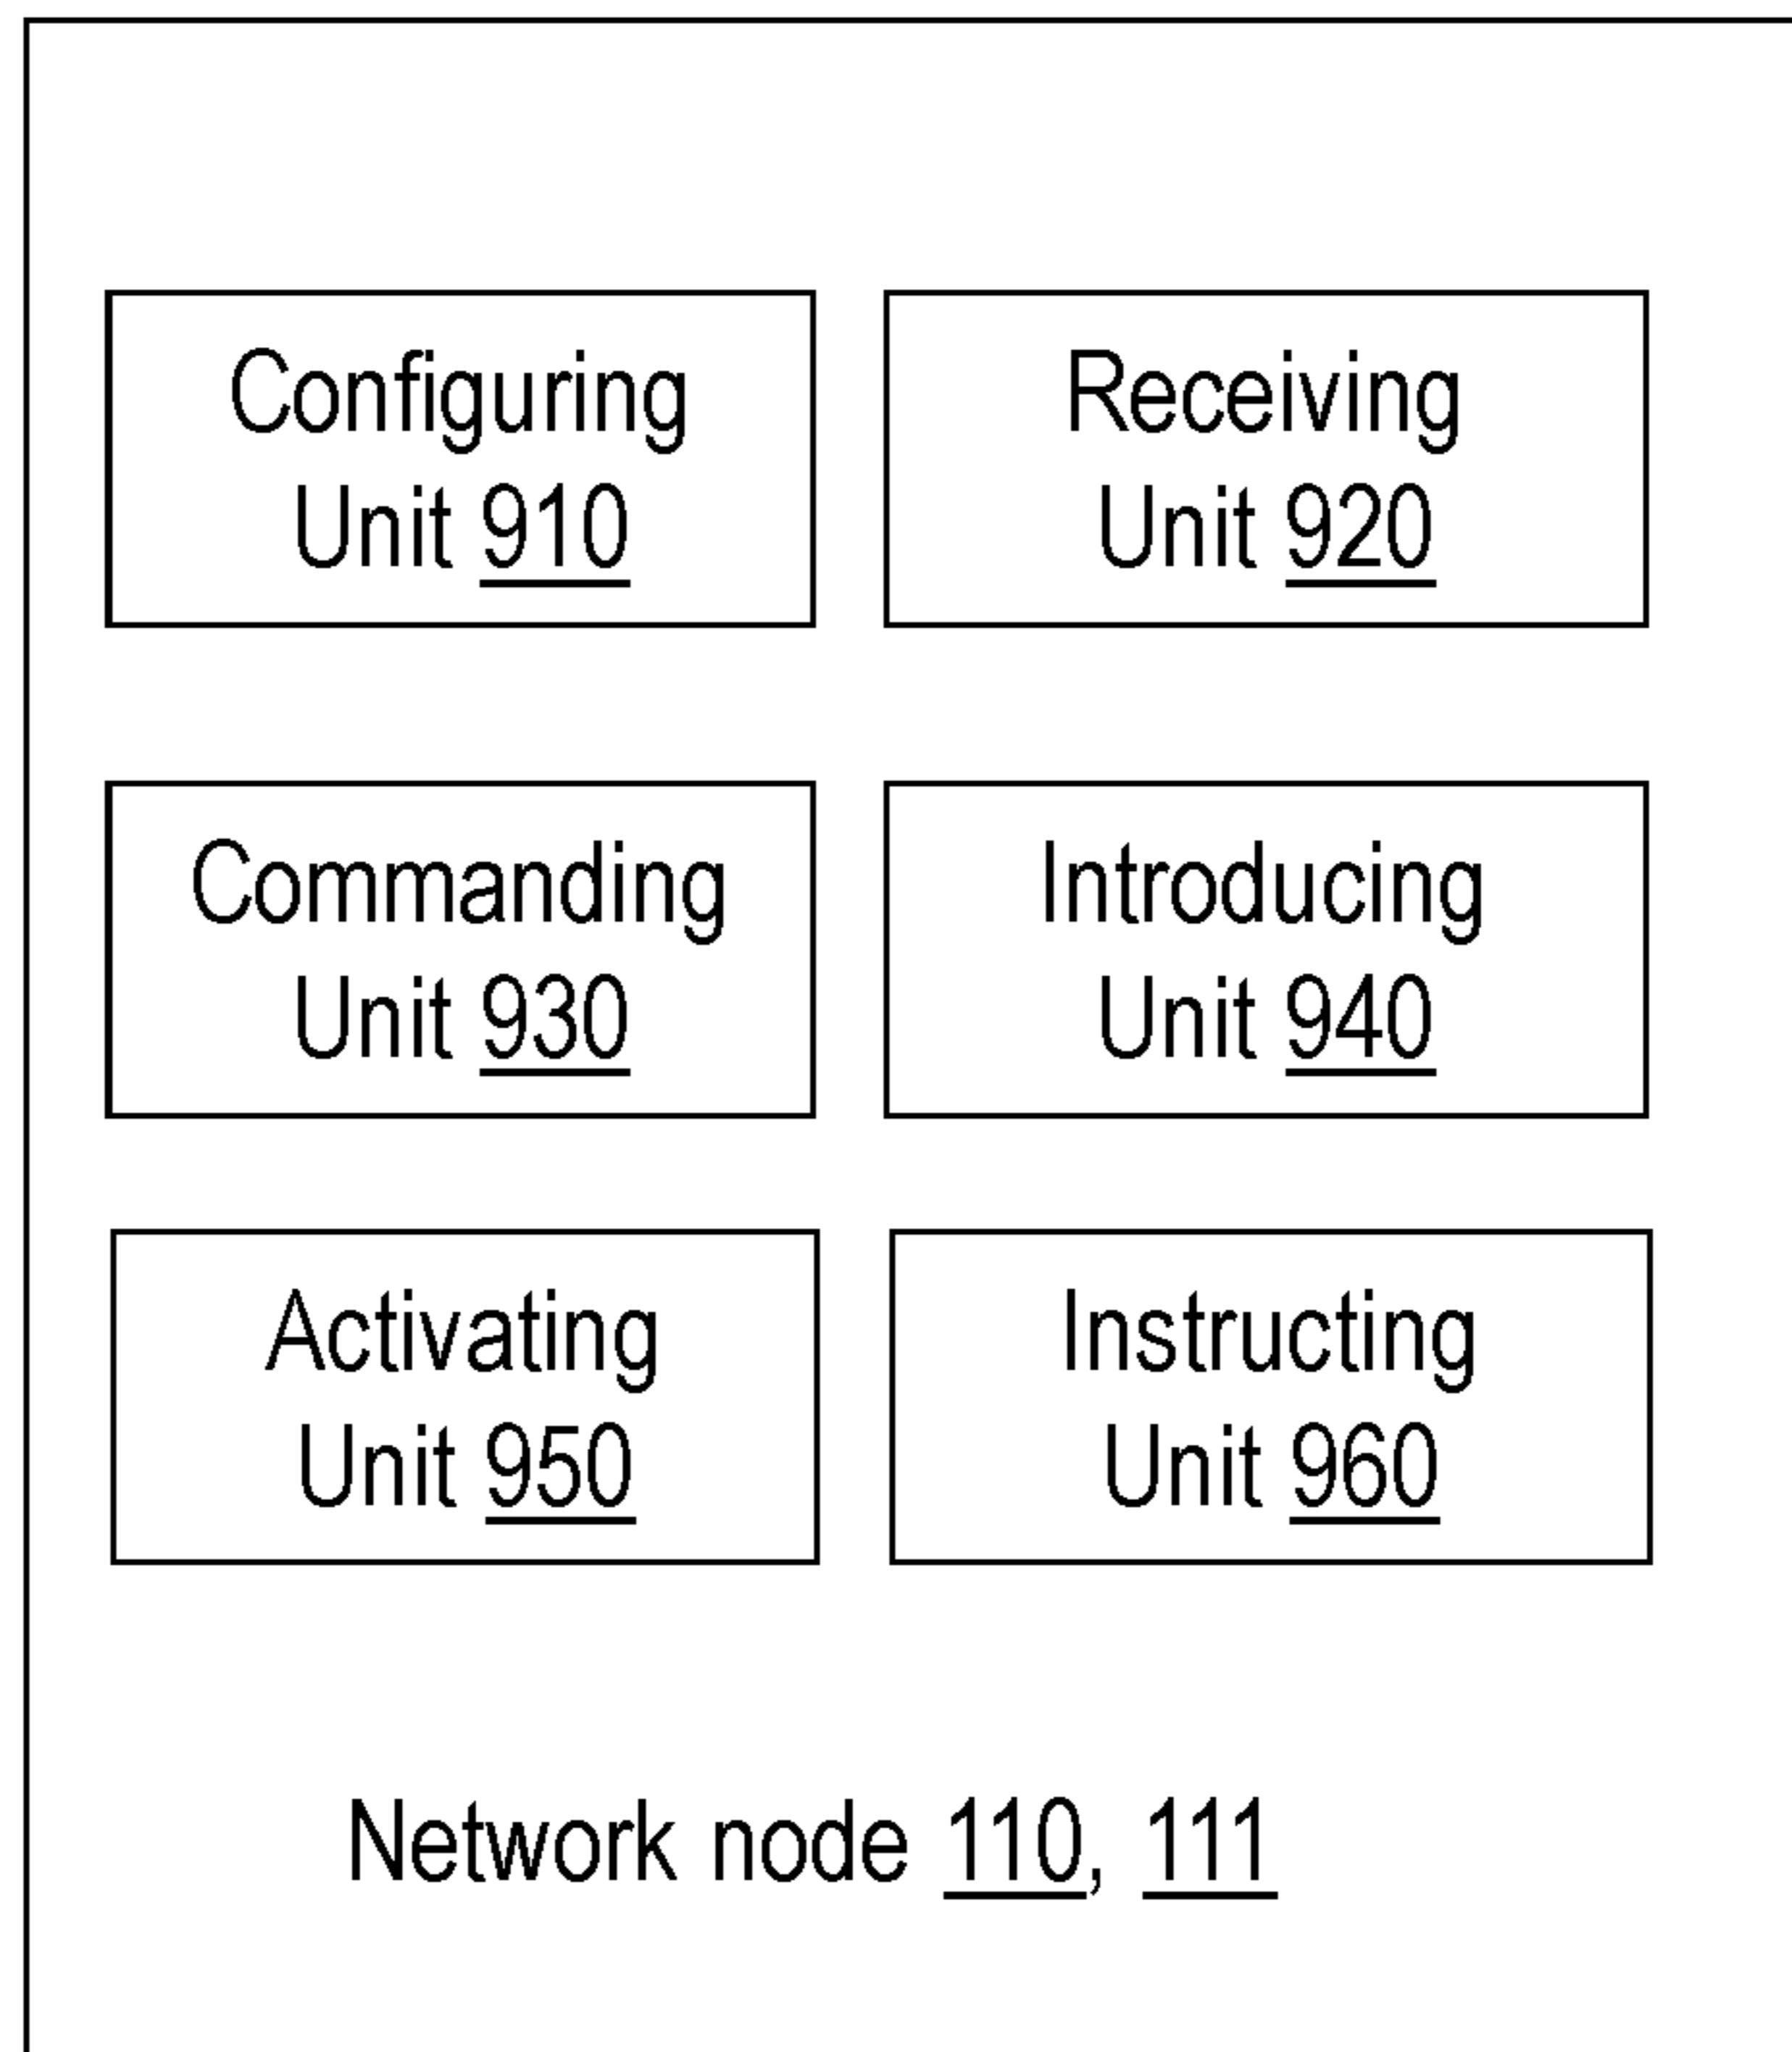 Configuring
Unit 910
Receiving
Unit 920
Commanding
Unit 930
Introducing
Unit 940
Activating
Unit 950
Instructing
Unit 960
Network node 110, 111